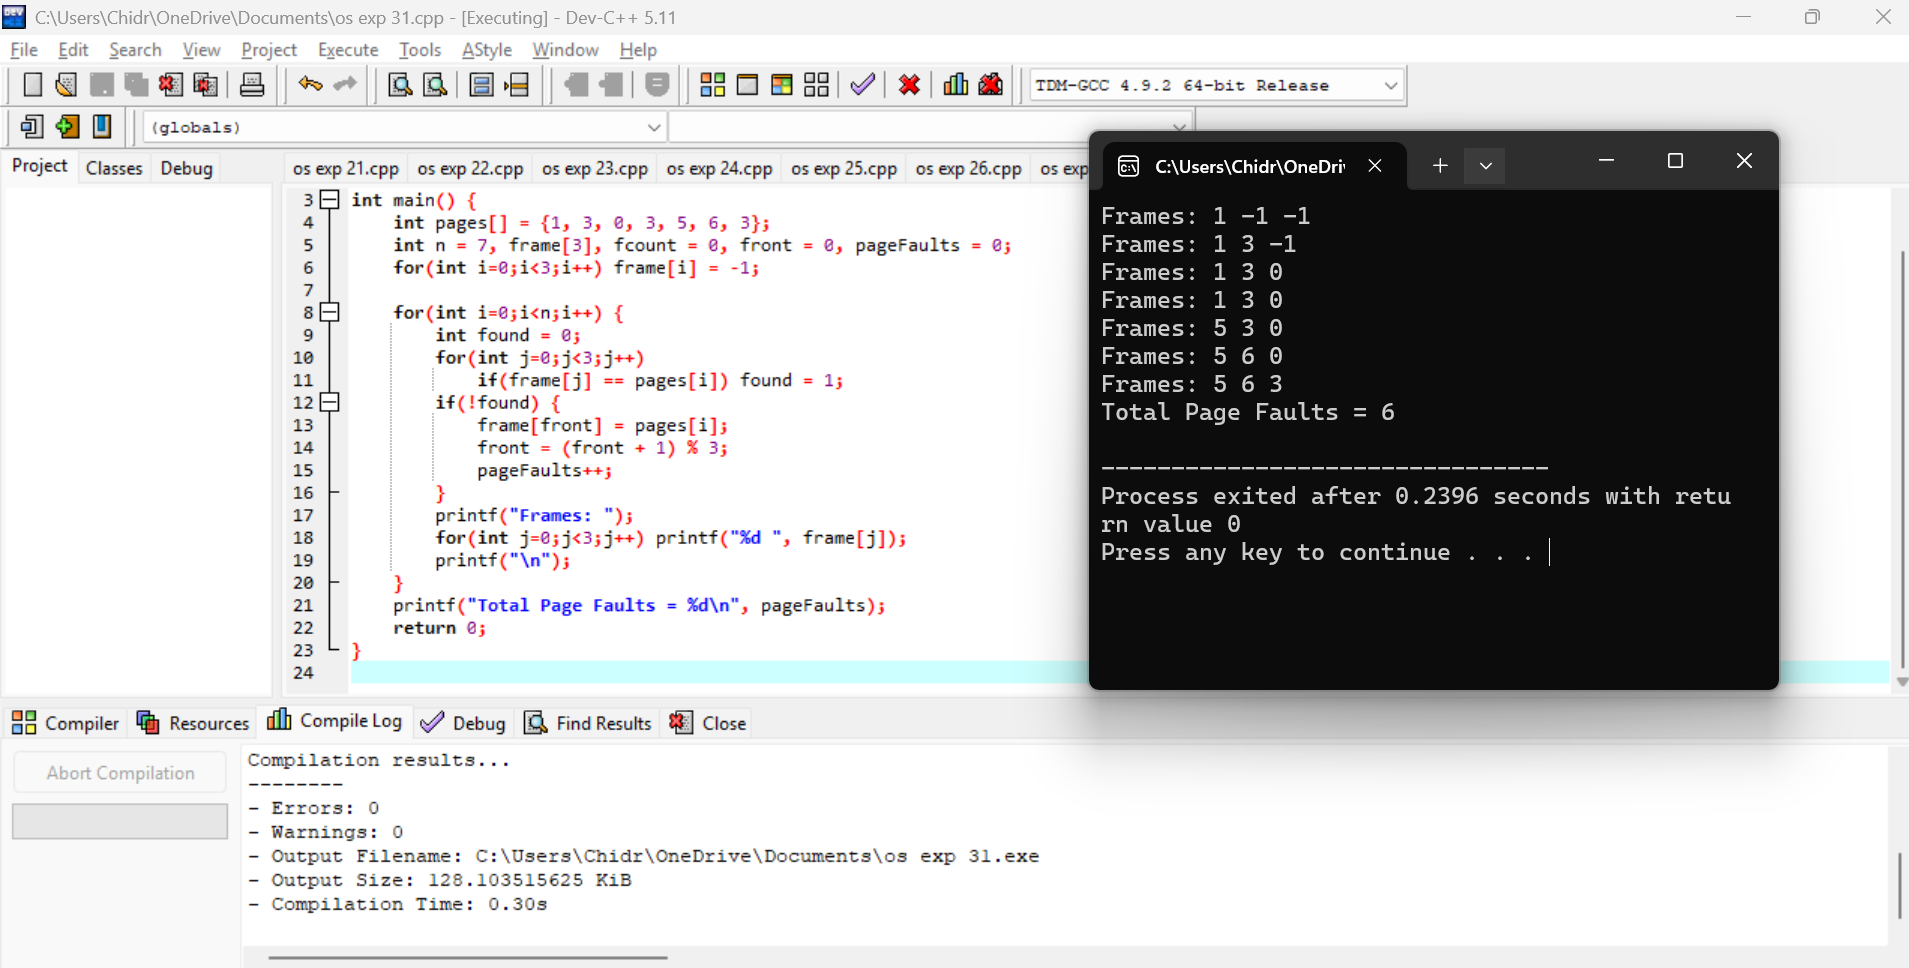 C:\Users\Chidr\OneDrive\Documents\os exp 31.cpp - [Executing] - Dev-C++ 5.11
File Edit Search View Project Execute Tools AStyle Window Help
TDM-GCC 4.9.2 64-bit Release
(globals)
Project Classes Debug
os exp 21.cpp os exp 22.cpp os exp 23.cpp os exp 24.cpp os exp 25.cpp os exp 26.cpp os exp
3 int main() {
4 int pages[] = {1, 3, 0, 3, 5, 6, 3};
5 int n = 7, frame[3], fcount = 0, front = 0, pageFaults = 0;
6 for(int i=0;i<3;i++) frame[i] = -1;
7
8 for(int i=0;i<n;i++) {
9 int found = 0;
10 for(int j=0;j<3;j++)
11 if(frame[j] == pages[i]) found = 1;
12 if(!found) {
13 frame[front] = pages[i];
14 front = (front + 1) % 3;
15 pageFaults++;
16 }
17 printf("Frames: ");
18 for(int j=0;j<3;j++) printf("%d ", frame[j]);
19 printf("\n");
20 }
21 printf("Total Page Faults = %d\n", pageFaults);
22 return 0;
23 }
24
C:\Users\Chidr\OneDri
Frames: 1 -1 -1
Frames: 1 3 -1
Frames: 1 3 0
Frames: 1 3 0
Frames: 5 3 0
Frames: 5 6 0
Frames: 5 6 3
Total Page Faults = 6
--------------------------------
Process exited after 0.2396 seconds with retu
rn value 0
Press any key to continue . . .
Compiler Resources Compile Log Debug Find Results Close
Abort Compilation
Compilation results...
--------
- Errors: 0
- Warnings: 0
- Output Filename: C:\Users\Chidr\OneDrive\Documents\os exp 31.exe
- Output Size: 128.103515625 KiB
- Compilation Time: 0.30s